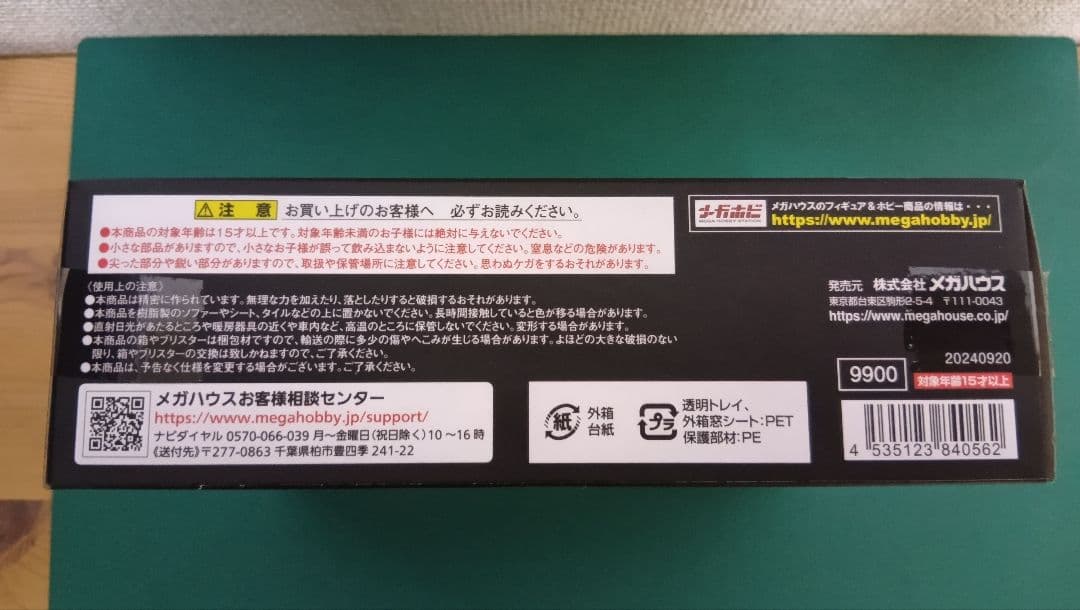 ⚠注 意 お買い上げのお客様へ 必ずお読みください。
●本商品の対象年齢は15才以上です。対象年齢未満のお子様には絶対に与えないでください。
●小さな部品がありますので、小さなお子様が誤って飲み込まないように注意してください。窒息などの危険があります。
●尖った部分や鋭い部分がありますので、取扱や保管場所に注意してください。思わぬケガをするおそれがあります。
〈使用上の注意〉
●本商品は精密に作られています。無理な力を加えたり、落としたりすると破損するおそれがあります。
●本商品を樹脂製のソファーやシート、タイルなどの上に置かないでください。長時間接触していると色が移る場合があります。
●直射日光があたるところや暖房器具の近くや車内など、高温のところに保管しないでください。変形する場合があります。
●本商品の箱やブリスターは梱包材ですので、輸送の際に多少の傷やへこみが生じる場合があります。よほどの大きな破損のない
限り、箱やブリスターの交換は致しかねますので、ご了承ください。
●本商品は、予告なく仕様を変更する場合がございます。ご了承ください。
メガハウスお客様相談センター
https://www.megahobby.jp/support/
ナビダイヤル 0570-066-039 月〜金曜日(祝日除く)10〜16時
《送付先》〒277-0863 千葉県柏市豊四季 241-22
紙
外箱
台紙
プラ
透明トレイ、
外箱窓シート:PET
保護部材:PE
メガホビ
MEGA HOBBY STATION
メガハウスのフィギュア&ホビー商品の情報は・・・
https://www.megahobby.jp/
発売元 株式会社 メガハウス
東京都台東区駒形2-5-4 〒111-0043
https://www.megahouse.co.jp/
20240920
9900
対象年齢15才以上
4 535123 840562